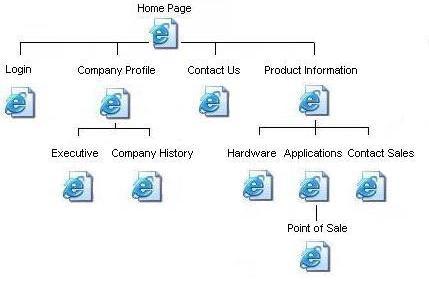 Home Page
Login
Company Profile
Contact Us
Product Information
Executive
Company History
Hardware
Applications
Contact Sales
Point of Sale